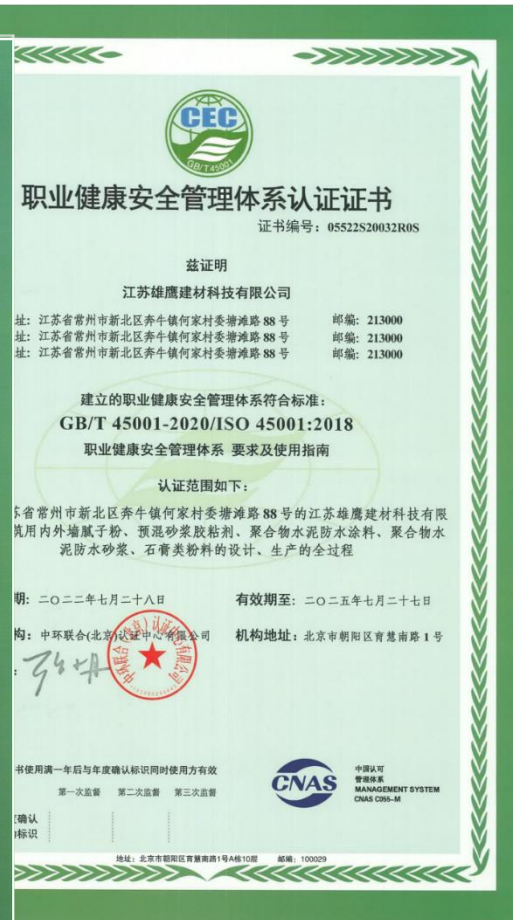 CEC
GB/T45001
职业健康安全管理体系认证证书
证书编号：05522S20032R0S
兹证明
江苏雄鹰建材科技有限公司
址：江苏省常州市新北区奔牛镇何家村委塘滩路 88 号 邮编：213000
址：江苏省常州市新北区奔牛镇何家村委塘滩路 88 号 邮编：213000
址：江苏省常州市新北区奔牛镇何家村委塘滩路 88 号 邮编：213000
建立的职业健康安全管理体系符合标准：
GB/T 45001-2020/ISO 45001:2018
职业健康安全管理体系 要求及使用指南
认证范围如下：
省常州市新北区奔牛镇何家村委塘滩路 88 号的江苏雄鹰建材科技有限
筑用内外墙腻子粉、预混砂浆胶粘剂、聚合物水泥防水涂料、聚合物水
泥防水砂浆、石膏类粉料的设计、生产的全过程
期：二〇二二年七月二十八日 有效期至：二〇二五年七月二十七日
构：中环联合(北京)认证中心有限公司 机构地址：北京市朝阳区育慧南路 1 号
书使用满一年后与年度确认标识同时使用方有效
第一次监督 第二次监督 第三次监督
确认
标识
CNAS
中国认可
管理体系
MANAGEMENT SYSTEM
CNAS C055-M
地址：北京市朝阳区育慧南路1号A栋10层 邮编：100029